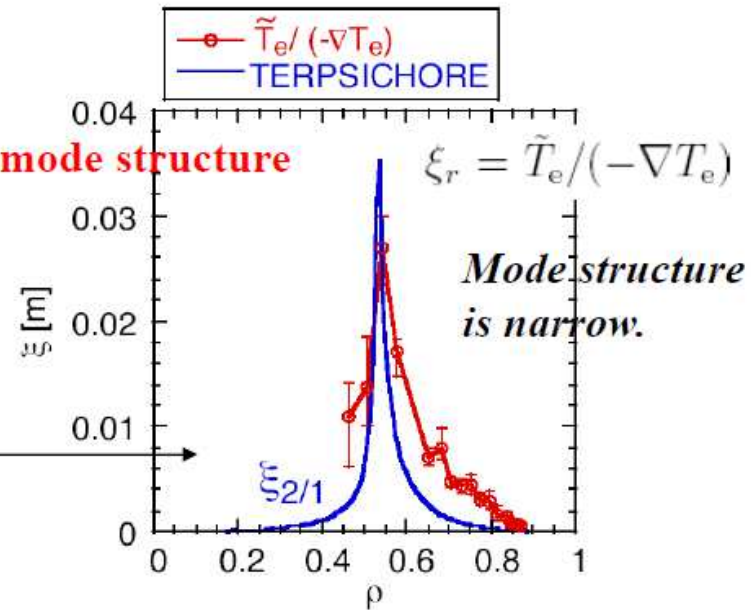 T̃e/ (-∇Te)
TERPSICHORE
mode structure
ξr = T̃e/(−∇Te)
Mode structure
is narrow.
ξ [m]
0.04
0.03
0.02
0.01
0
ξ2/1
0 0.2 0.4 0.6 0.8 1
ρ